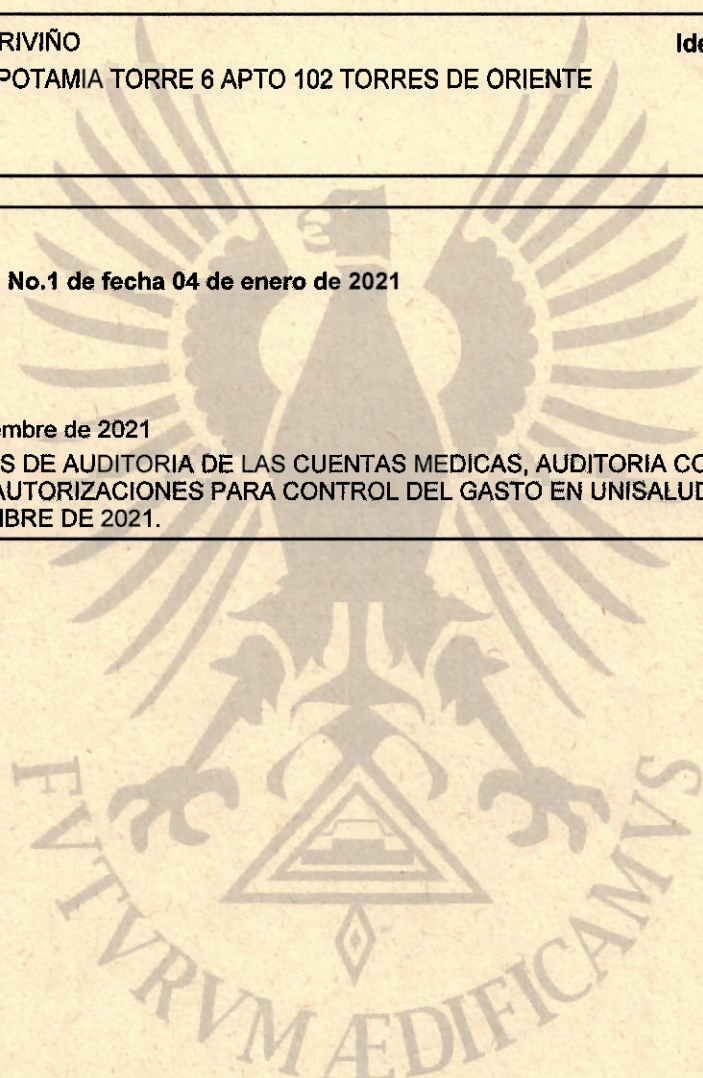 RIVIÑO
Ide
POTAMIA TORRE 6 APTO 102 TORRES DE ORIENTE
No.1 de fecha 04 de enero de 2021
embre de 2021
S DE AUDITORIA DE LAS CUENTAS MEDICAS, AUDITORIA CO
AUTORIZACIONES PARA CONTROL DEL GASTO EN UNISALUD
MBRE DE 2021.
FVTVRVM ÆDIFICAMVS